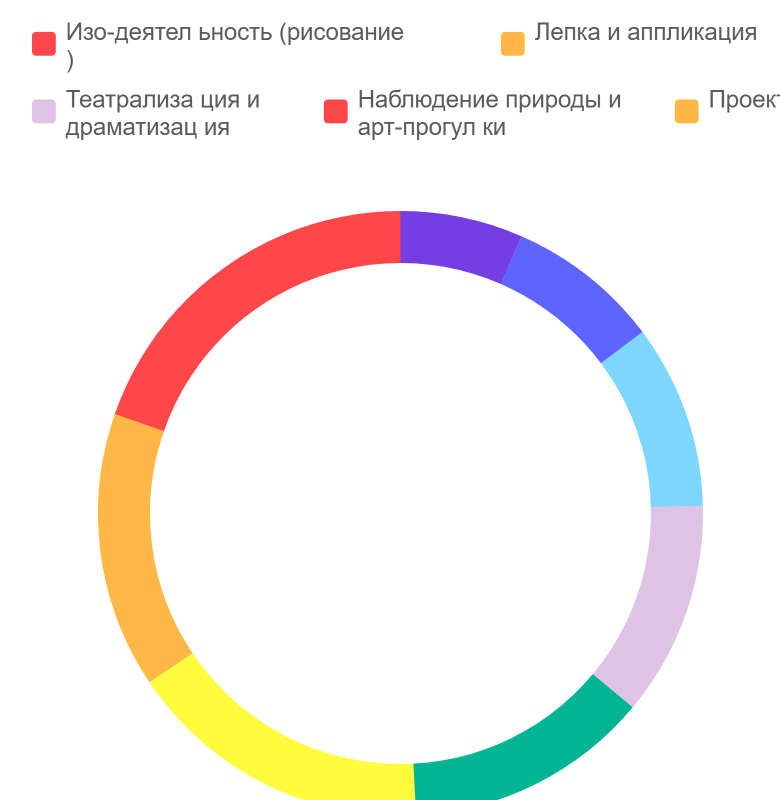 Изо-деятел ьность (рисование
)
Лепка и аппликация
Театрализа ция и
драматизац ия
Наблюдение природы и
арт-прогул ки